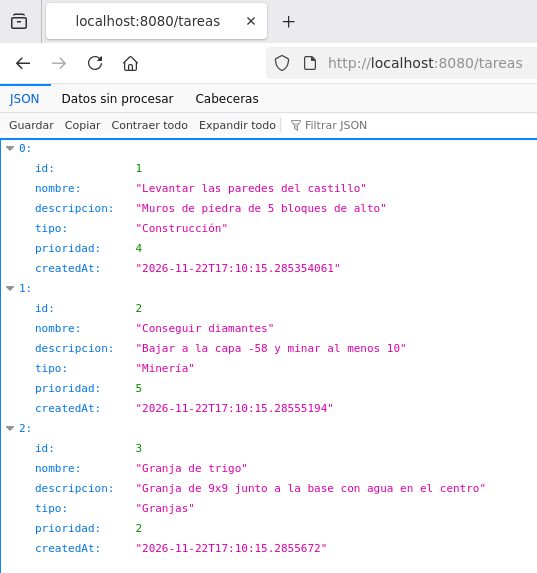 localhost:8080/tareas
http://localhost:8080/tareas
JSON Datos sin procesar Cabeceras
Guardar Copiar Contraer todo Expandir todo Filtrar JSON
0:
id: 1
nombre: "Levantar las paredes del castillo"
descripcion: "Muros de piedra de 5 bloques de alto"
tipo: "Construcción"
prioridad: 4
createdAt: "2026-11-22T17:10:15.285354061"
1:
id: 2
nombre: "Conseguir diamantes"
descripcion: "Bajar a la capa -58 y minar al menos 10"
tipo: "Minería"
prioridad: 5
createdAt: "2026-11-22T17:10:15.28555194"
2:
id: 3
nombre: "Granja de trigo"
descripcion: "Granja de 9x9 junto a la base con agua en el centro"
tipo: "Granjas"
prioridad: 2
createdAt: "2026-11-22T17:10:15.2855672"